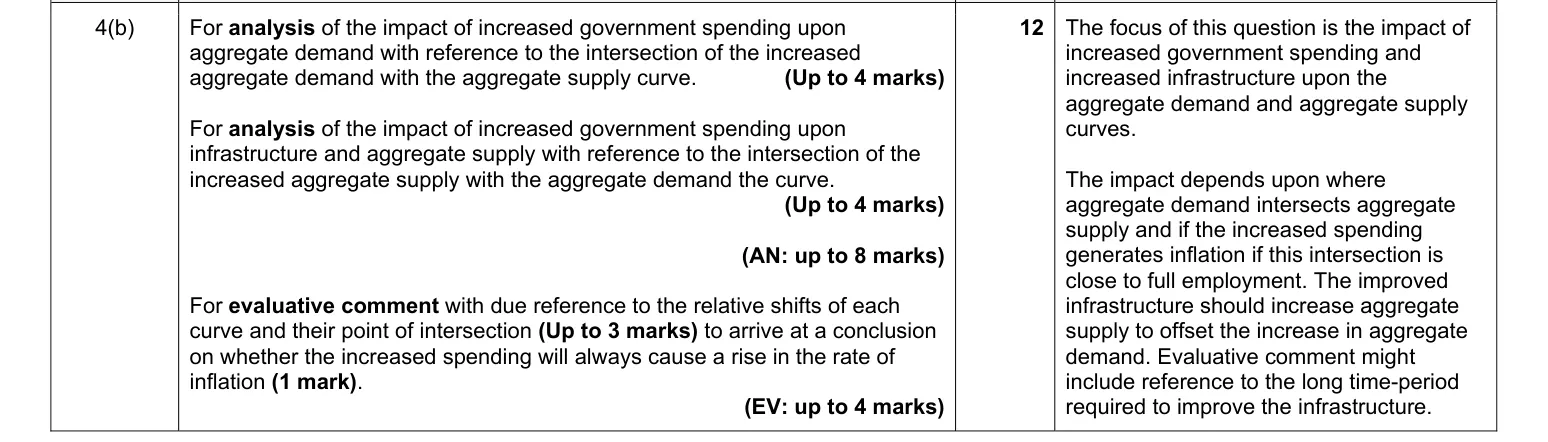 4(b)
For analysis of the impact of increased government spending upon
aggregate demand with reference to the intersection of the increased
aggregate demand with the aggregate supply curve. (Up to 4 marks)
For analysis of the impact of increased government spending upon
infrastructure and aggregate supply with reference to the intersection of the
increased aggregate supply with the aggregate demand the curve.
(Up to 4 marks)
(AN: up to 8 marks)
For evaluative comment with due reference to the relative shifts of each
curve and their point of intersection (Up to 3 marks) to arrive at a conclusion
on whether the increased spending will always cause a rise in the rate of
inflation (1 mark).
(EV: up to 4 marks)
12
The focus of this question is the impact of
increased government spending and
increased infrastructure upon the
aggregate demand and aggregate supply
curves.
The impact depends upon where
aggregate demand intersects aggregate
supply and if the increased spending
generates inflation if this intersection is
close to full employment. The improved
infrastructure should increase aggregate
supply to offset the increase in aggregate
demand. Evaluative comment might
include reference to the long time-period
required to improve the infrastructure.